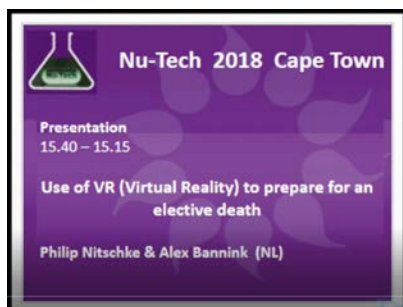 Nu-Tech 2018 Cape Town
Presentation
15.40 – 15.15
Use of VR (Virtual Reality) to prepare for an
elective death
Philip Nitschke & Alex Bannink (NL)